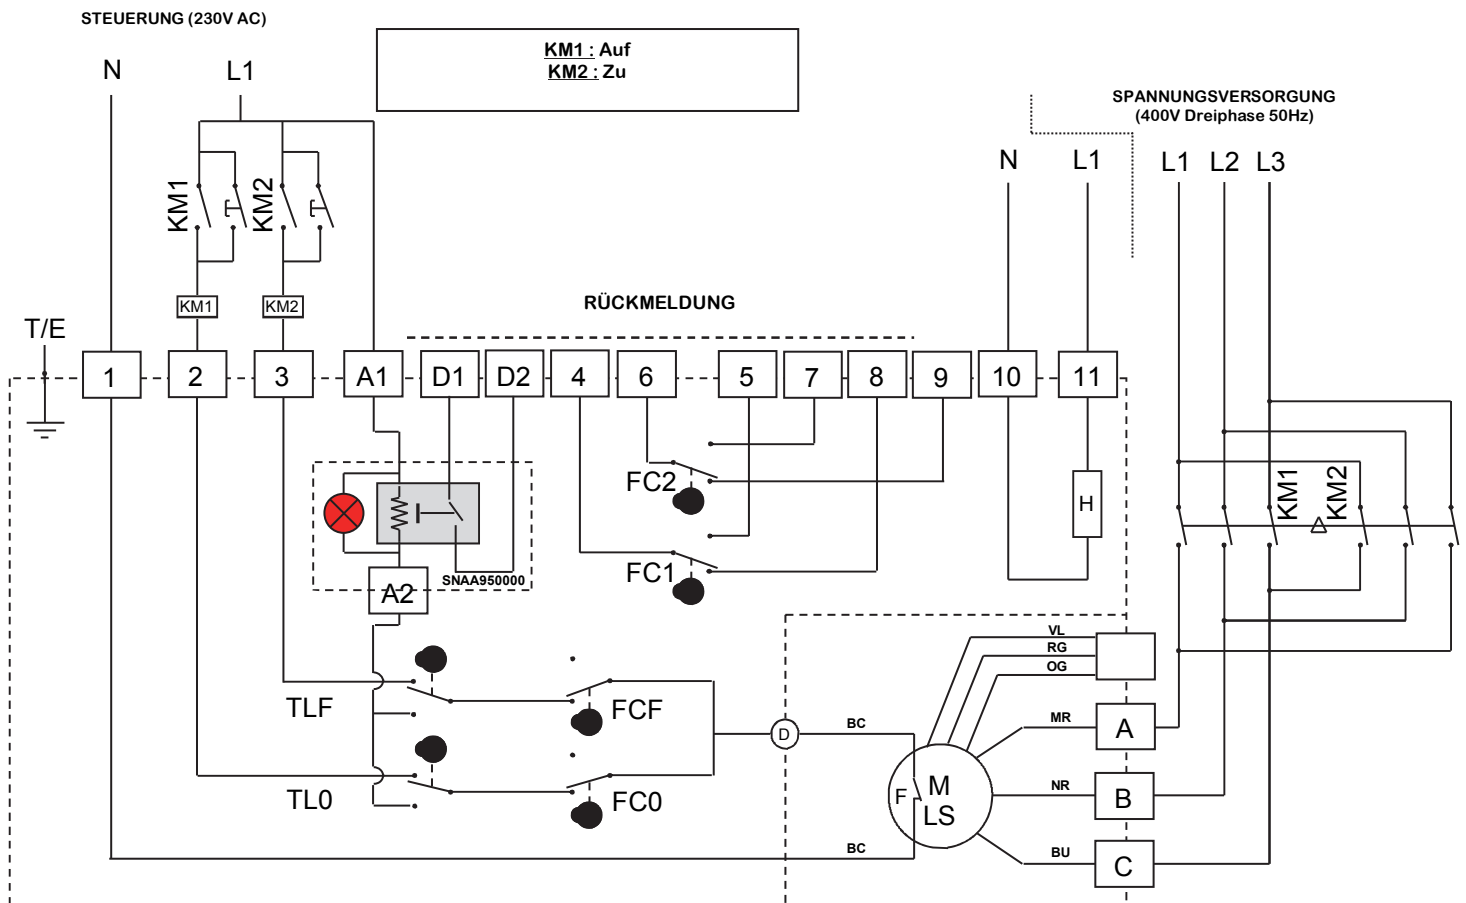 STEUERUNG (230V AC)
KM1 : Auf
KM2 : Zu
SPANNUNGSVERSORGUNG
(400V Dreiphase 50Hz)
N
L1
N
L1
L1
L2
L3
KM1
KM2
KM1
KM2
RÜCKMELDUNG
T/E
1
2
3
A1
D1
D2
4
6
5
7
8
9
10
11
FC2
FC1
H
KM1
KM2
SNAA950000
A2
VL
RG
OG
TLF
FCF
BC
D
MR
A
TL0
FC0
F
M
LS
NR
B
BC
BU
C